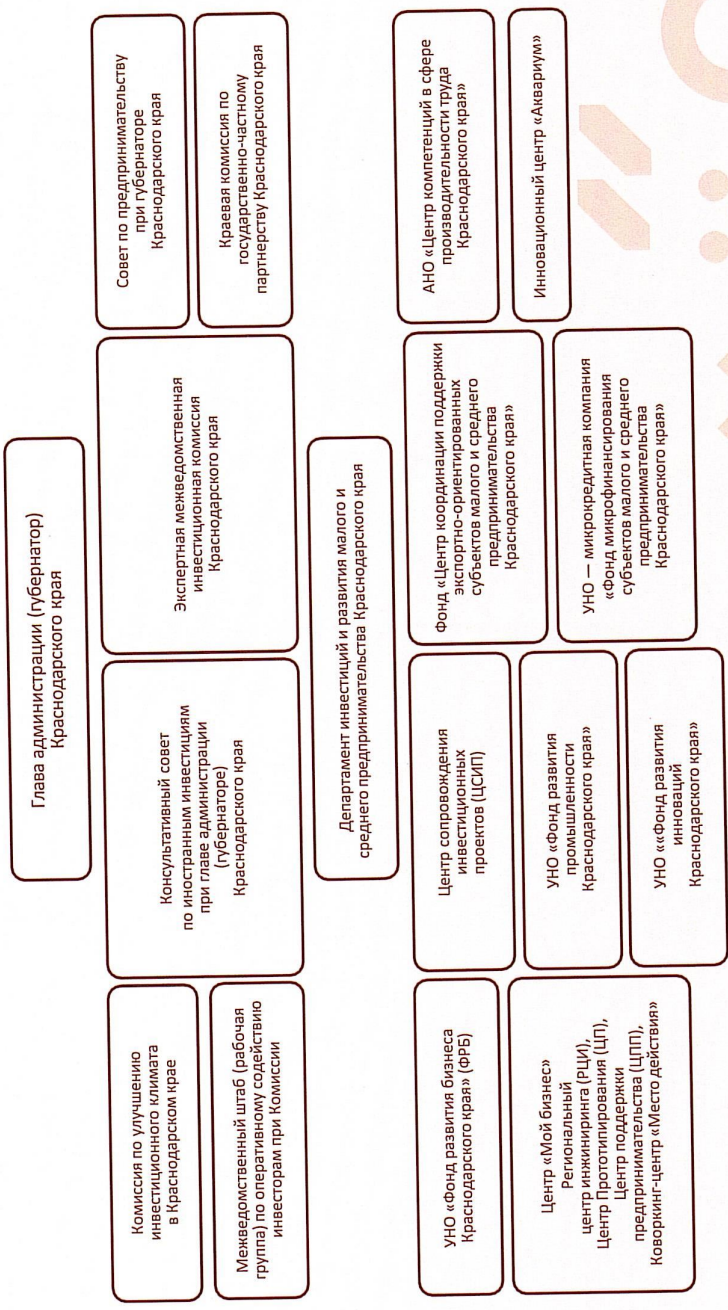 Глава администрации (губернатор)
Краснодарского края
Комиссия по улучшению
инвестиционного климата
в Краснодарском крае
Межведомственный штаб (рабочая
группа) по оперативному содействию
инвесторам при Комиссии
Консультативный совет
по иностранным инвестициям
при главе администрации
(губернаторе)
Краснодарского края
Экспертная межведомственная
инвестиционная комиссия
Краснодарского края
Совет по предпринимательству
при губернаторе
Краснодарского края
Краевая комиссия по
государственно-частному
партнерству Краснодарского края
Департамент инвестиций и развития малого и
среднего предпринимательства Краснодарского края
УНО «Фонд развития бизнеса
Краснодарского края» (ФРБ)
Центр «Мой бизнес»
Региональный
центр инжиниринга (РЦИ),
Центр Прототипирования (ЦП),
Центр поддержки
предпринимательства (ЦПП),
Коворкинг-центр «Место действия»
Центр сопровождения
инвестиционных
проектов (ЦСИП)
УНО «Фонд развития
промышленности
Краснодарского края»
УНО ««Фонд развития
инноваций
Краснодарского края»
Фонд «Центр координации поддержки
экспортно-ориентированных
субъектов малого и среднего
предпринимательства
Краснодарского края»
УНО — микрокредитная компания
«Фонд микрофинансирования
субъектов малого и среднего
предпринимательства
Краснодарского края»
АНО «Центр компетенций в сфере
производительности труда
Краснодарского края»
Инновационный центр «Аквариум»